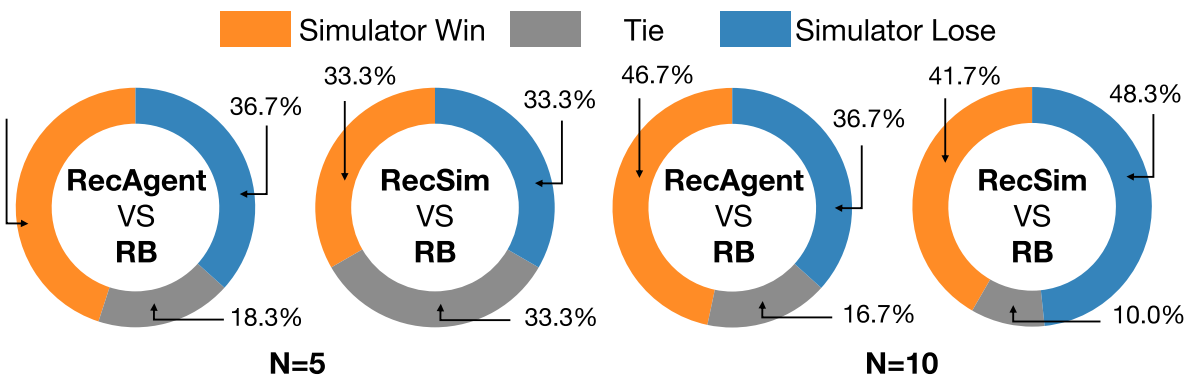 Simulator Win Tie Simulator Lose
36.7%
RecAgent
VS
RB
18.3%
33.3%
33.3%
RecSim
VS
RB
33.3%
N=5
46.7%
36.7%
RecAgent
VS
RB
16.7%
41.7%
48.3%
RecSim
VS
RB
10.0%
N=10